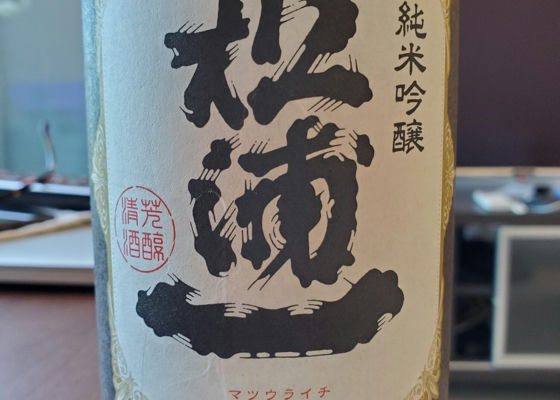 純米吟醸
松浦一
芳醇
清酒
マツウライチ